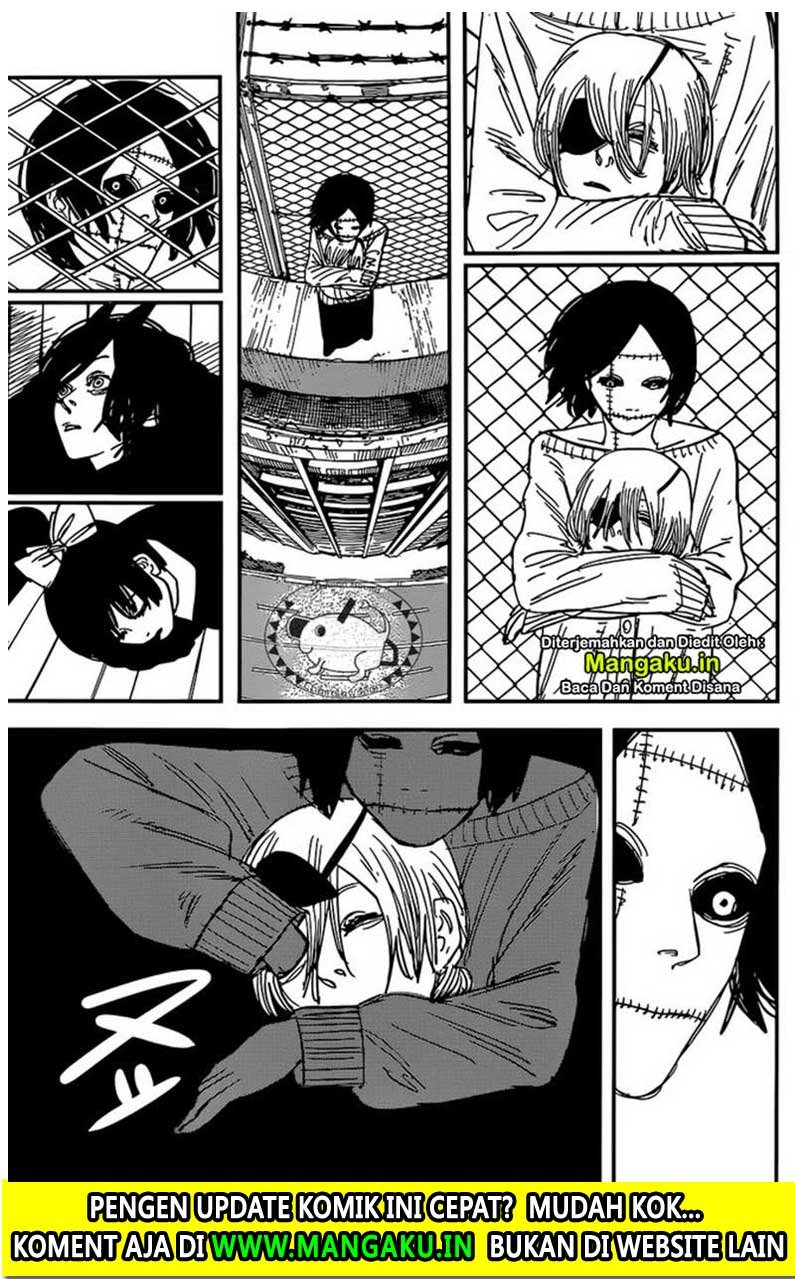 Diterjemahkan dan Diedit Oleh :
Mangaku.in
Baca Dan Koment Disana
PENGEN UPDATE KOMIK INI CEPAT? MUDAH KOK...
KOMENT AJA DI WWW.MANGAKU.IN BUKAN DI WEBSITE LAIN